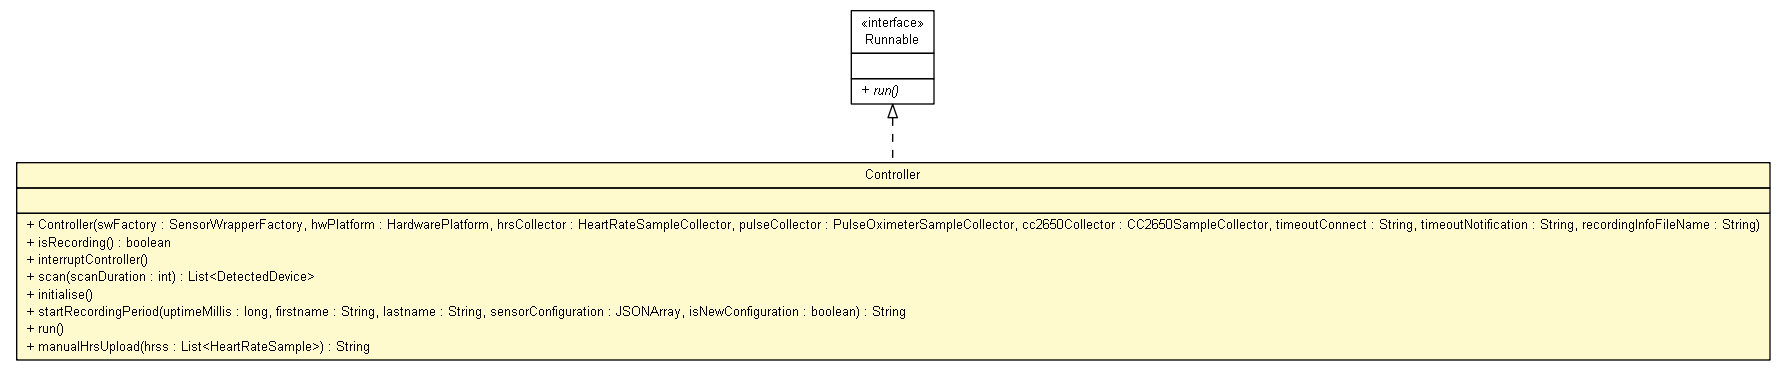 «interface»
Runnable
+ run()
Controller
+ Controller(swFactory : SensorWrapperFactory, hwPlatform : HardwarePlatform, hrsCollector : HeartRateSampleCollector, pulseCollector : PulseOximeterSampleCollector, cc2650Collector : CC2650SampleCollector, timeoutConnect : String, timeoutNotification : String, recordingInfoFileName : String)
+ isRecording() : boolean
+ interruptController()
+ scan(scanDuration : int) : List<DetectedDevice>
+ initialise()
+ startRecordingPeriod(uptimeMillis : long, firstname : String, lastname : String, sensorConfiguration : JSONArray, isNewConfiguration : boolean) : String
+ run()
+ manualHrsUpload(hrss : List<HeartRateSample>) : String